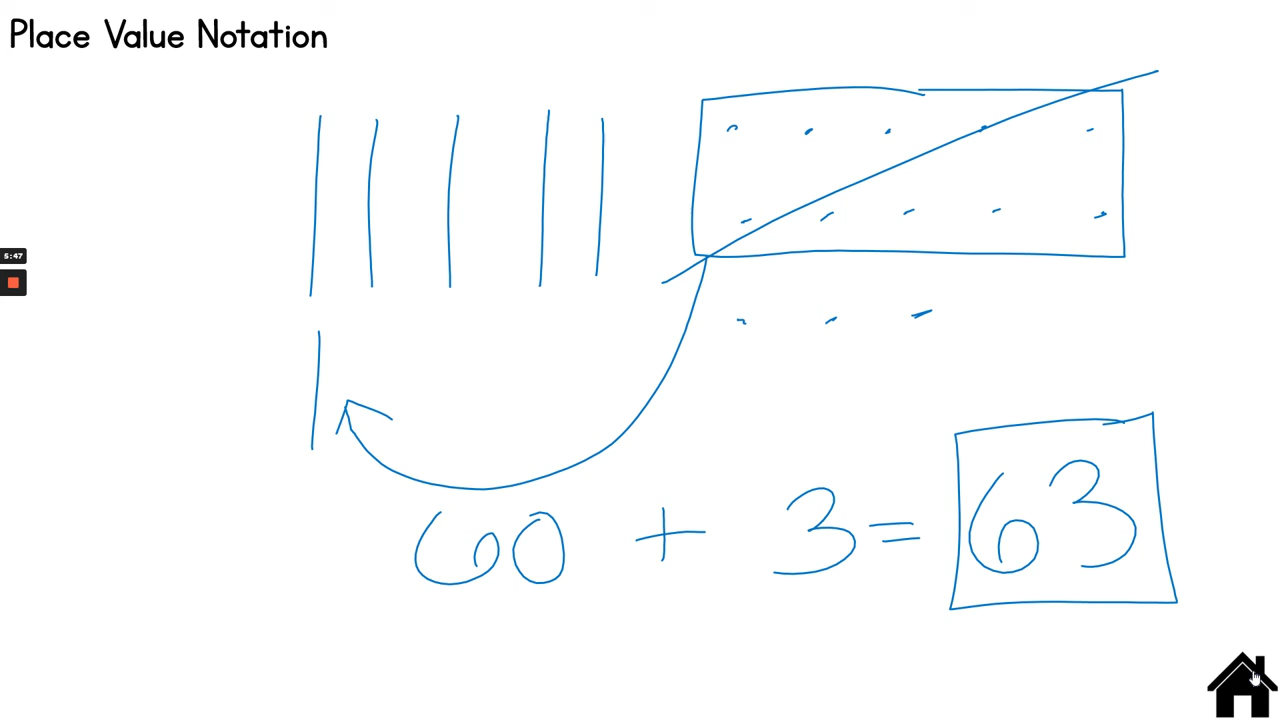 Place Value Notation
5:47
60 + 3 = 63